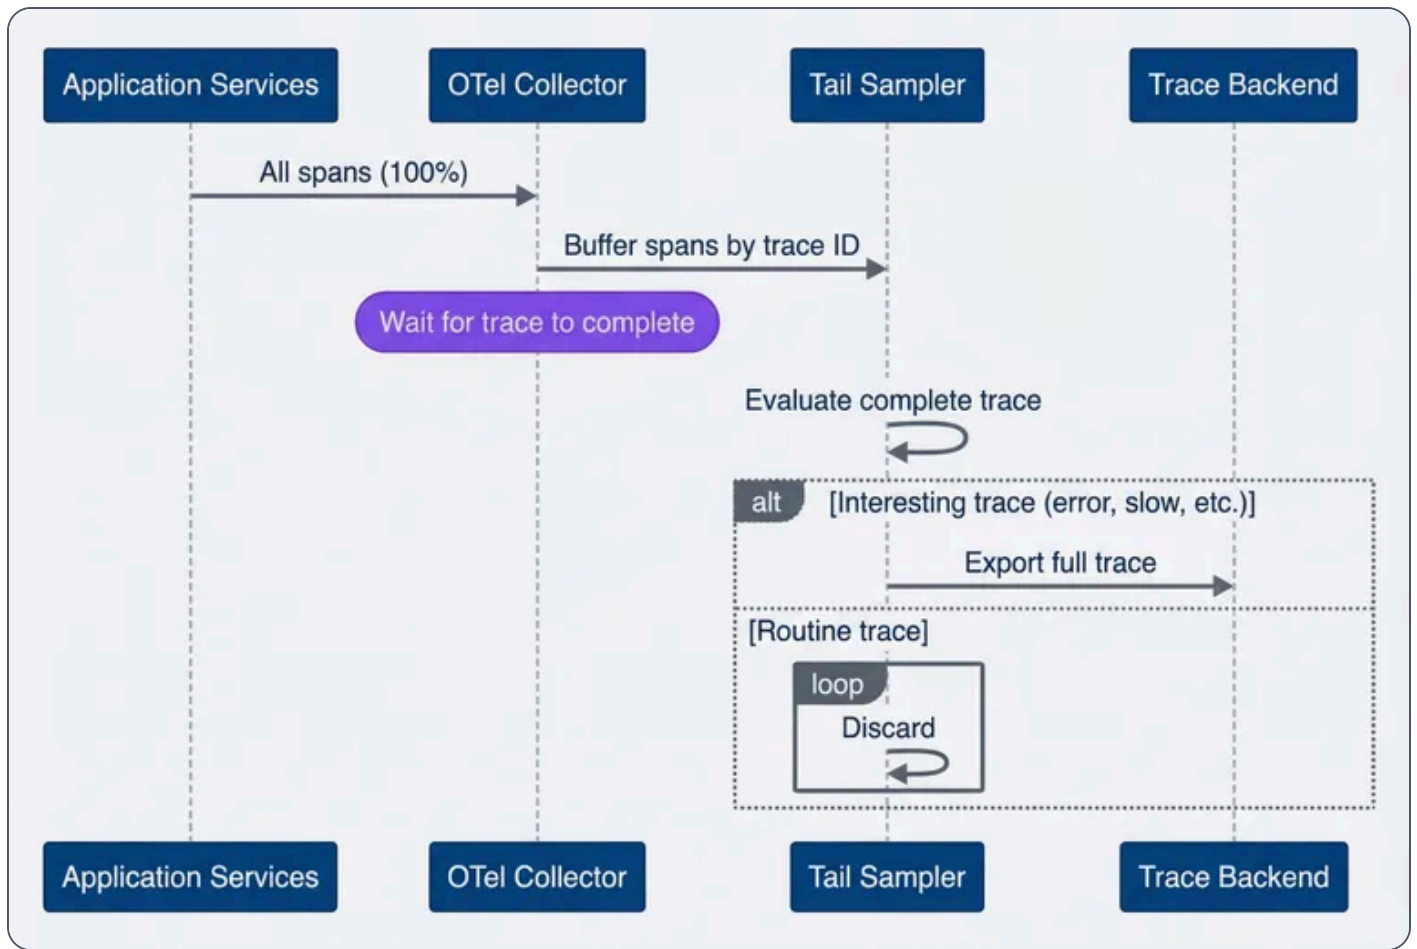 Application Services
OTel Collector
Tail Sampler
Trace Backend
All spans (100%)
Buffer spans by trace ID
Wait for trace to complete
Evaluate complete trace
alt
[Interesting trace (error, slow, etc.)]
Export full trace
[Routine trace]
loop
Discard
Application Services
OTel Collector
Tail Sampler
Trace Backend